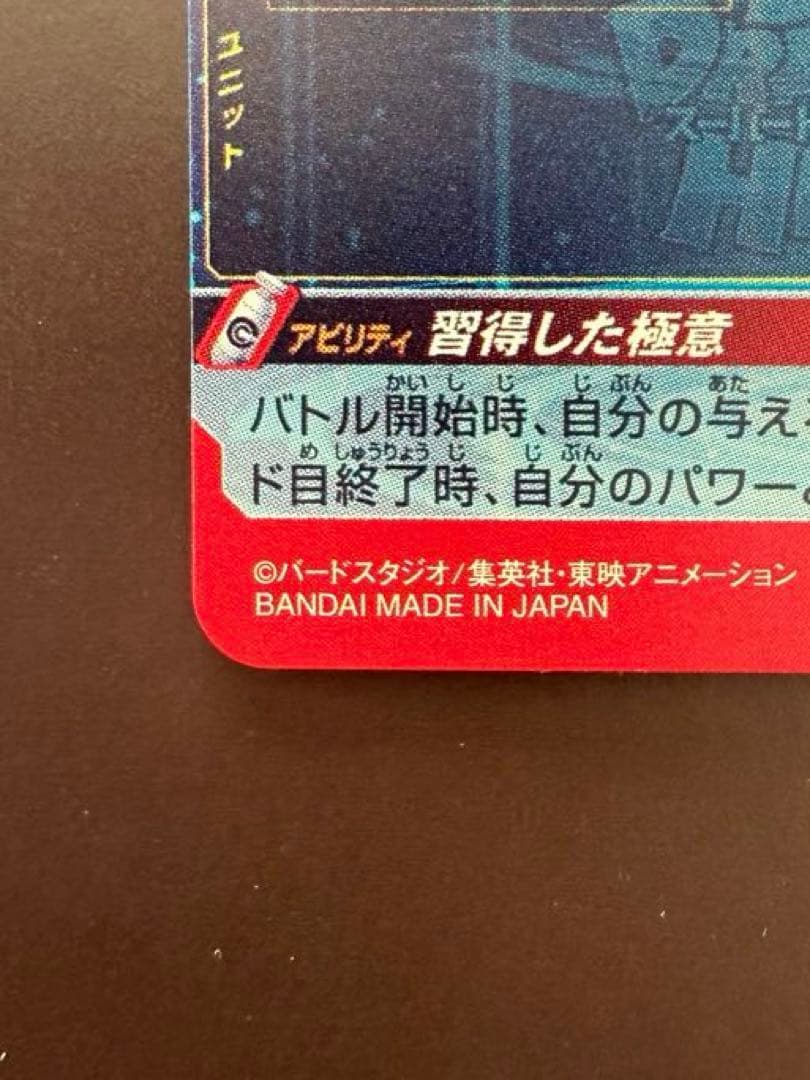 ユニット
スーパー
アビリティ 習得した極意
かいしじ じぶん あた
バトル開始時、自分の与え
め しゅうりょうじ じぶん
ド目終了時、自分のパワー
©バードスタジオ/集英社・東映アニメーション
BANDAI MADE IN JAPAN